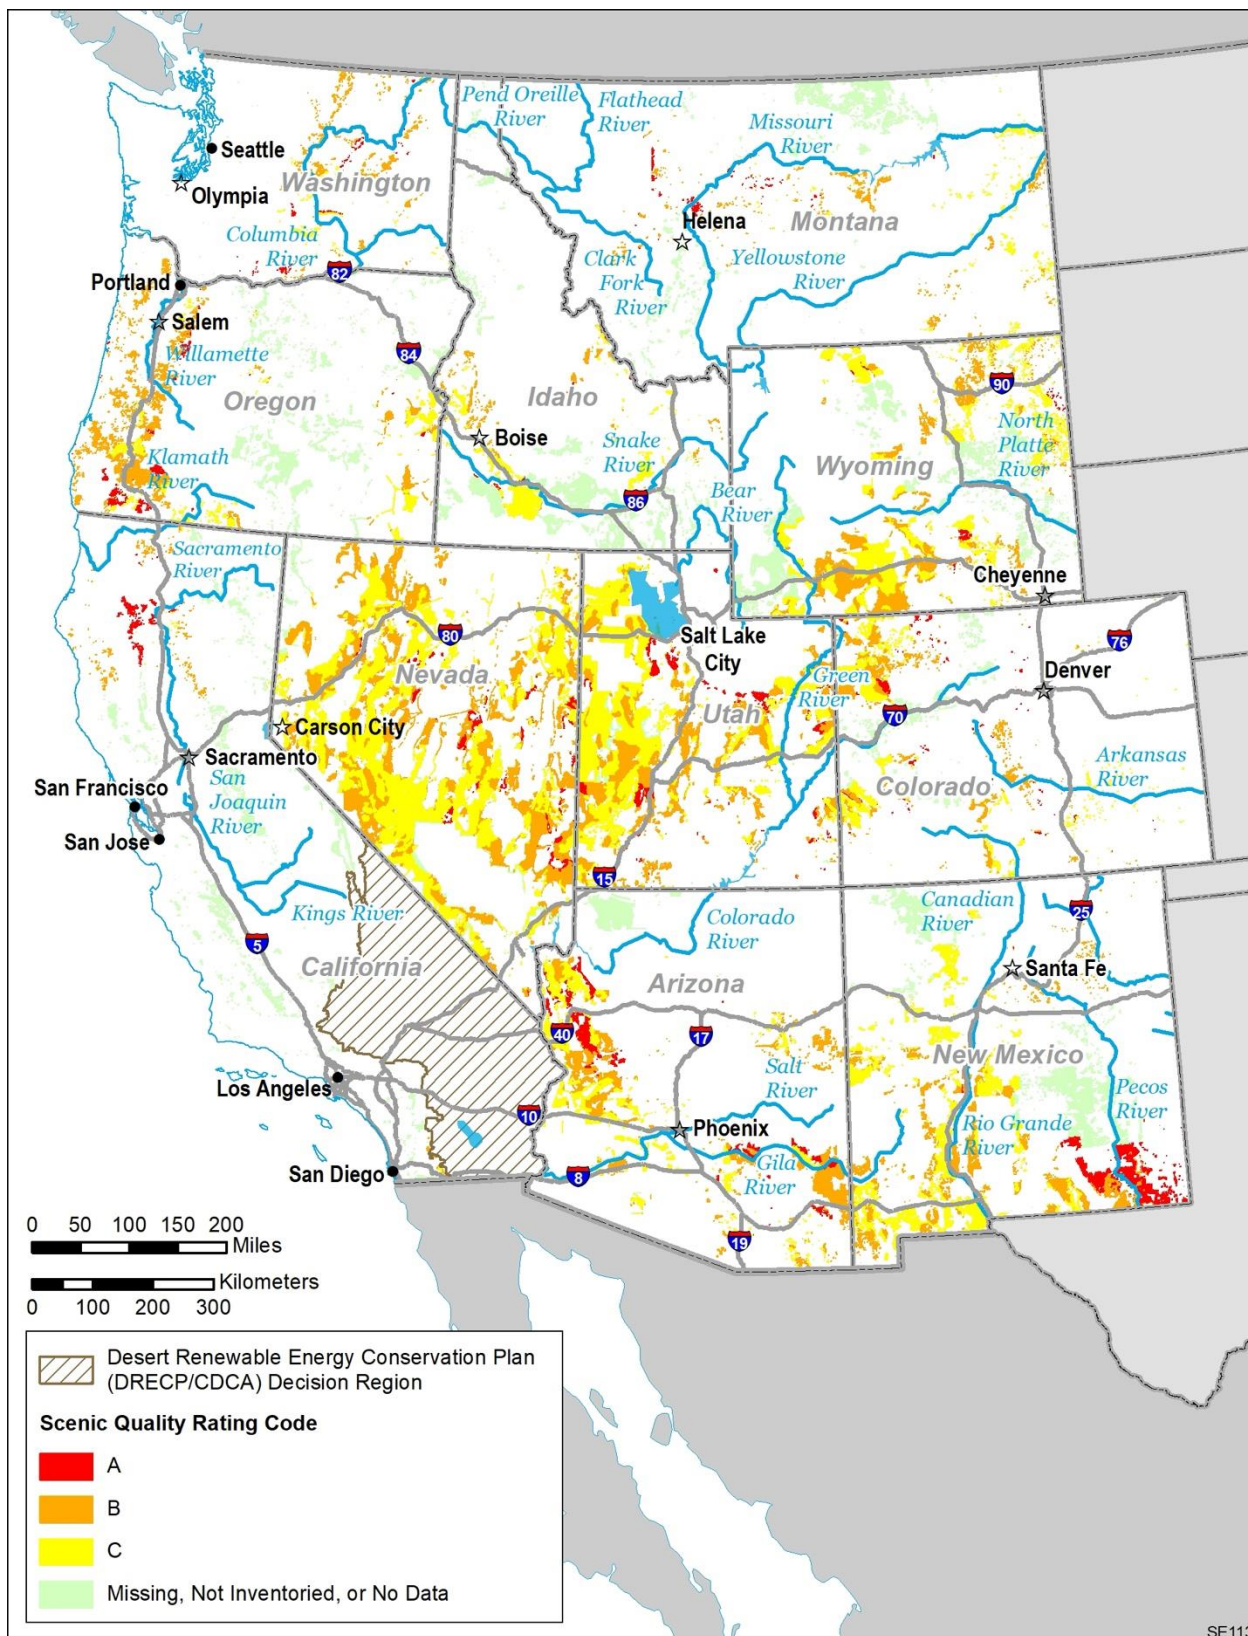 Pend Oreille
River
Flathead
River
Missouri
River
Seattle
Olympia
Washington
Helena
Montana
Columbia
River
82
Clark
Fork
River
Yellowstone
River
Portland
Salem
Willamette
River
84
90
Oregon
Idaho
Boise
Snake
River
North
Platte
River
Wyoming
Klamath
River
86
Bear
River
Sacramento
River
Cheyenne
80
Salt Lake
City
76
Nevada
Green
River
Denver
Utah
70
Carson City
Sacramento
San
Joaquin
River
San Francisco
San Jose
Colorado
Arkansas
River
15
Kings River
5
California
Colorado
River
Canadian
River
25
Arizona
Santa Fe
40
17
New Mexico
Salt
River
Pecos
River
Los Angeles
10
Phoenix
Rio Grande
River
San Diego
8
Gila
River
19
0 50 100 150 200
Miles
Kilometers
0 100 200 300
Desert Renewable Energy Conservation Plan
(DRECP/CDCA) Decision Region
Scenic Quality Rating Code
A
B
C
Missing, Not Inventoried, or No Data